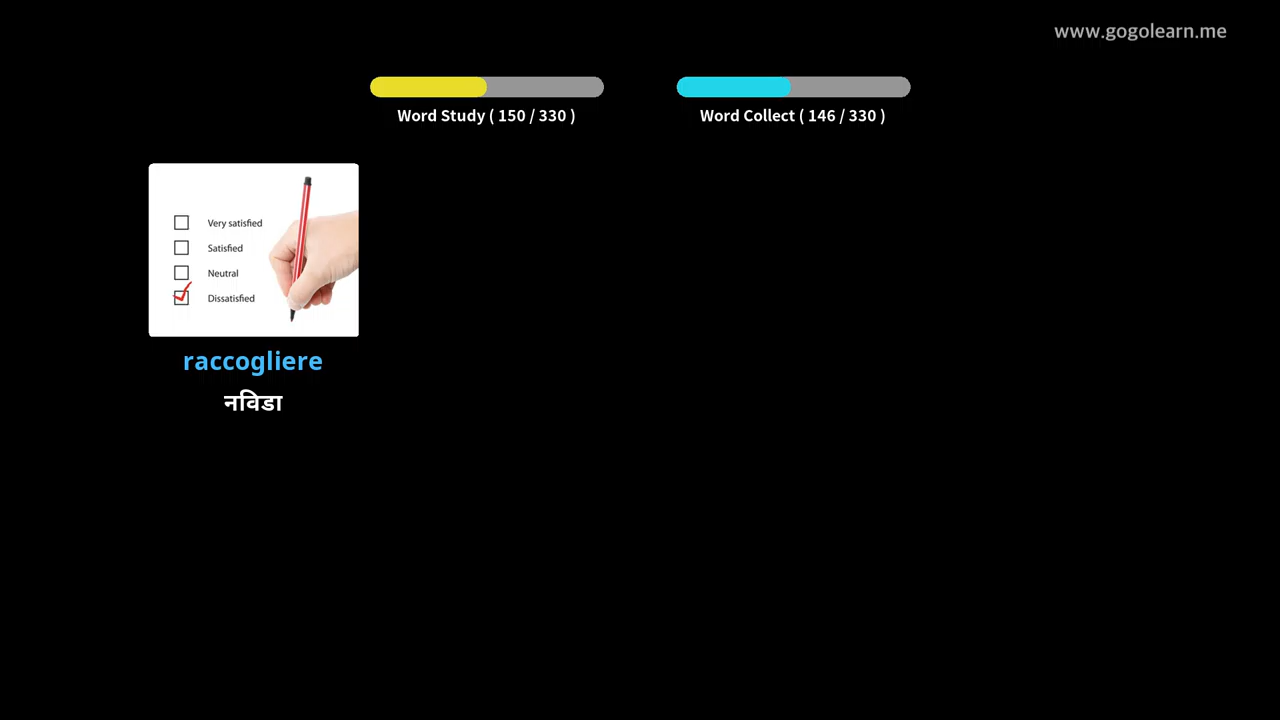 www.gogolearn.me
Word Study ( 150 / 330 )
Word Collect ( 146 / 330 )
Very satisfied
Satisfied
Neutral
Dissatisfied
raccogliere
नविडा